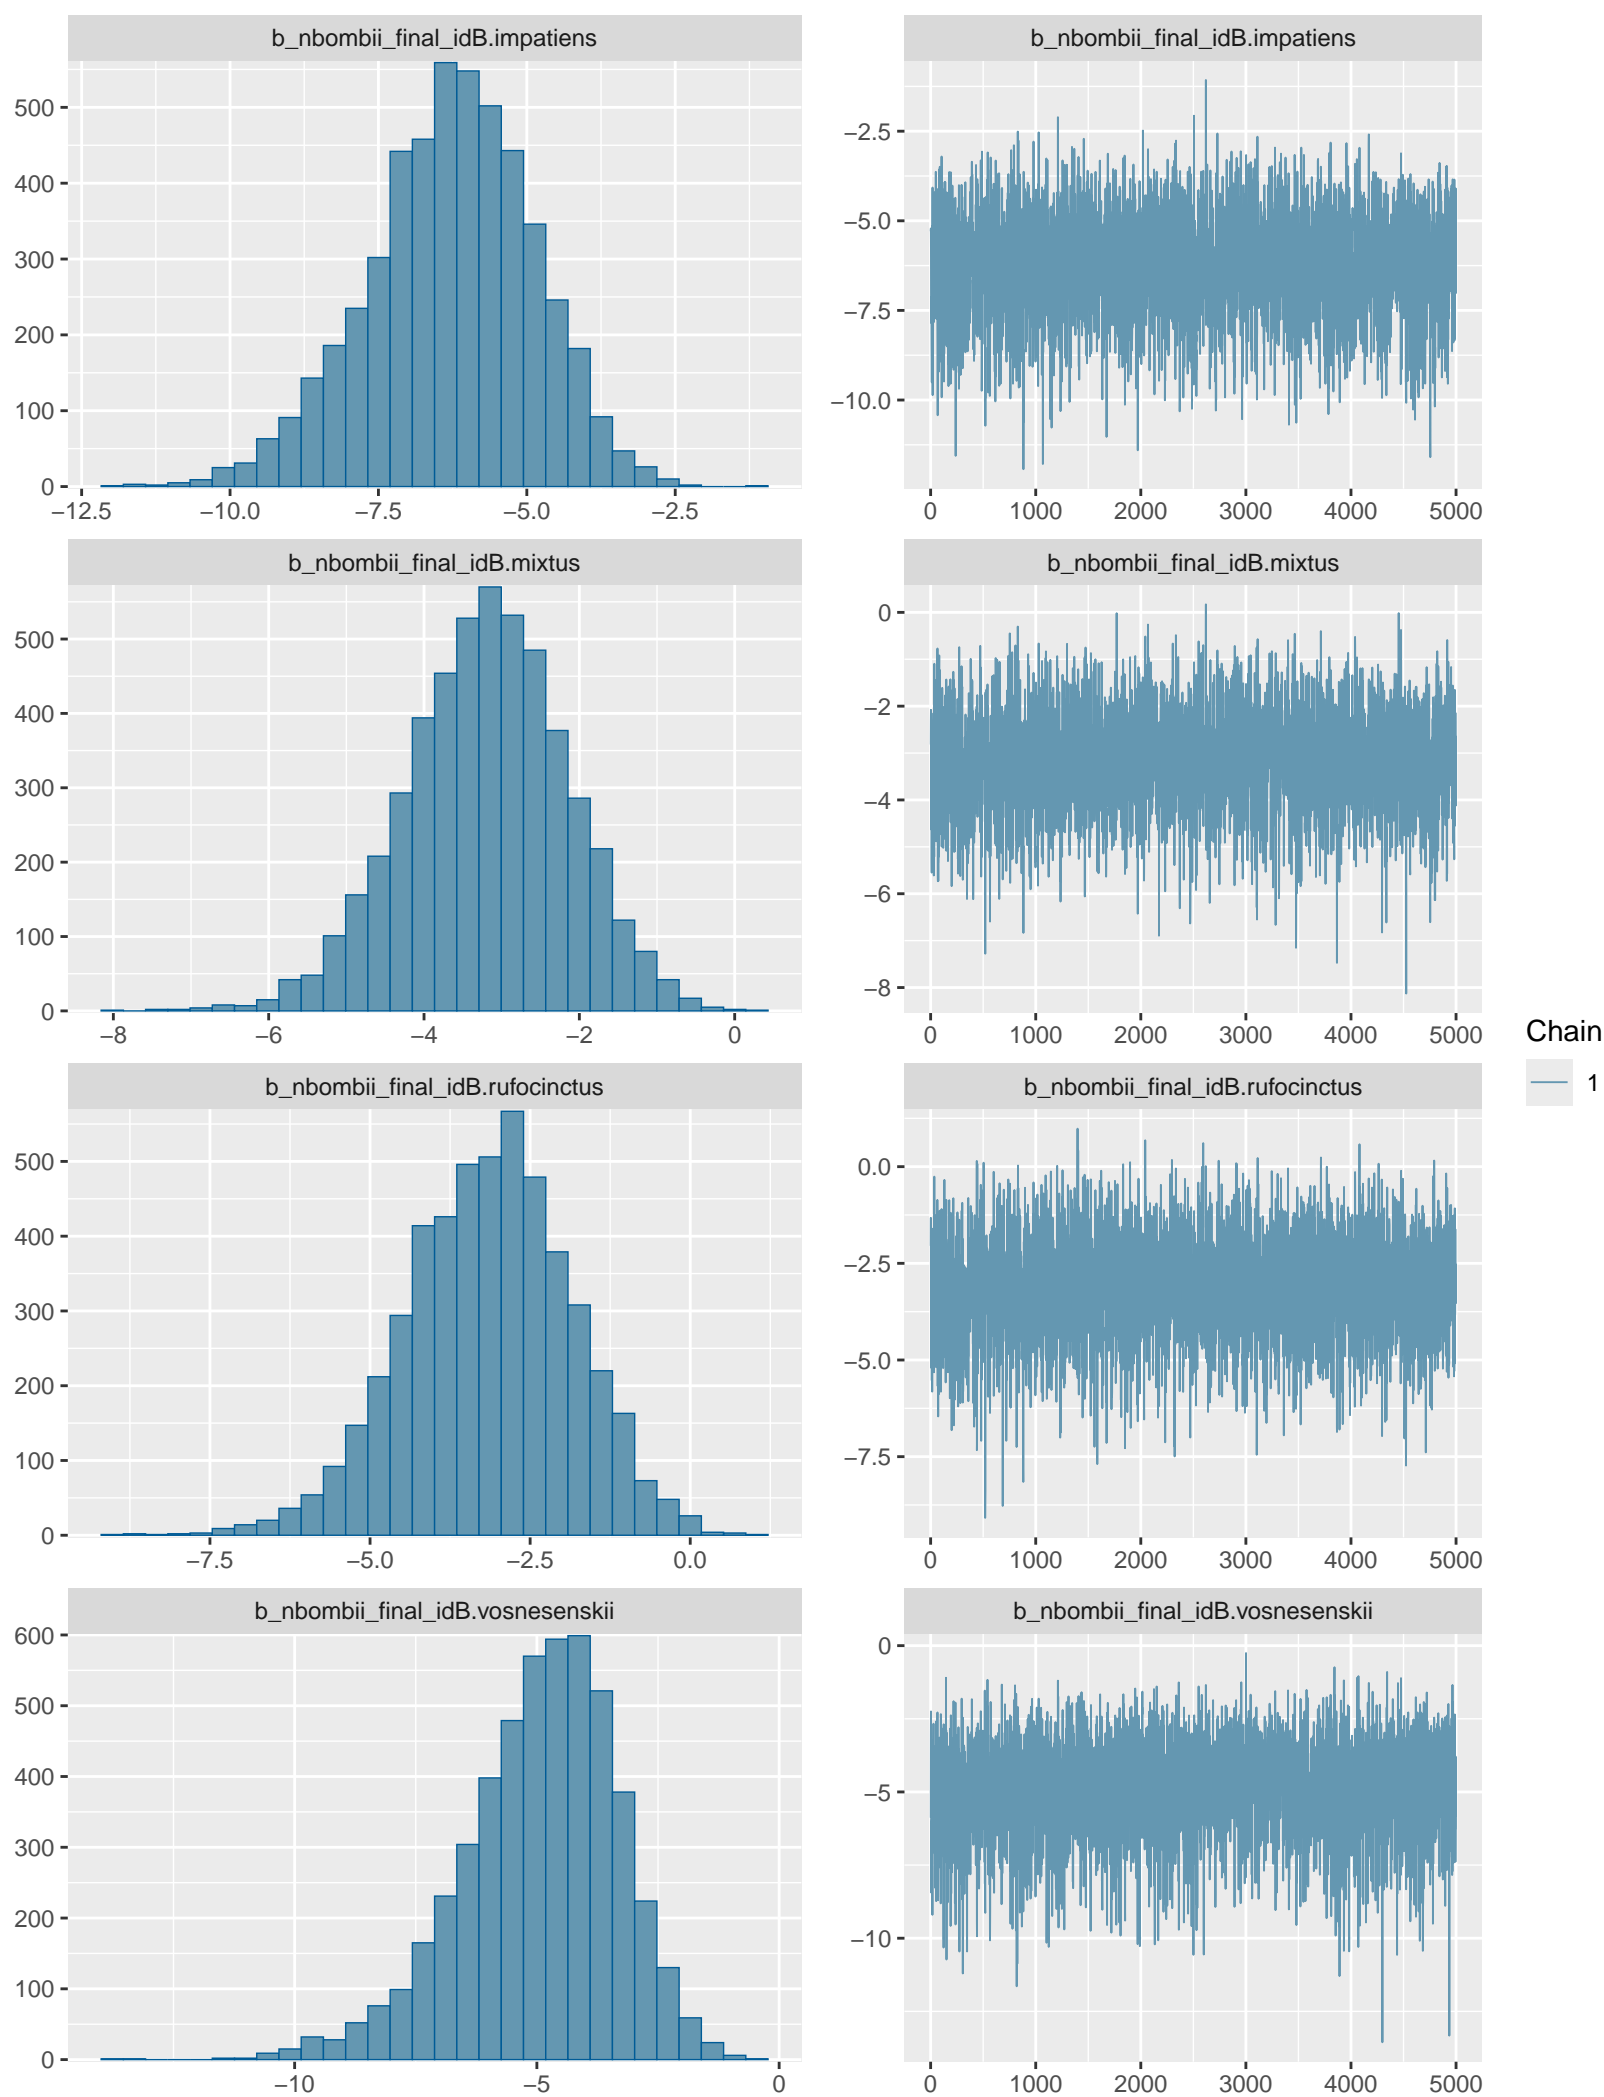 b_nbombii_final_idB.impatiens
500
400
300
200
100
0
−12.5 −10.0 −7.5 −5.0 −2.5
b_nbombii_final_idB.impatiens
−2.5
−5.0
−7.5
−10.0
0 1000 2000 3000 4000 5000
b_nbombii_final_idB.mixtus
500
400
300
200
100
0
−8 −6 −4 −2 0
b_nbombii_final_idB.mixtus
0
−2
−4
−6
−8
0 1000 2000 3000 4000 5000
b_nbombii_final_idB.rufocinctus
500
400
300
200
100
0
−7.5 −5.0 −2.5 0.0
b_nbombii_final_idB.rufocinctus
0.0
−2.5
−5.0
−7.5
0 1000 2000 3000 4000 5000
b_nbombii_final_idB.vosnesenskii
600
500
400
300
200
100
0
−10 −5 0
b_nbombii_final_idB.vosnesenskii
0
−5
−10
0 1000 2000 3000 4000 5000
Chain
1